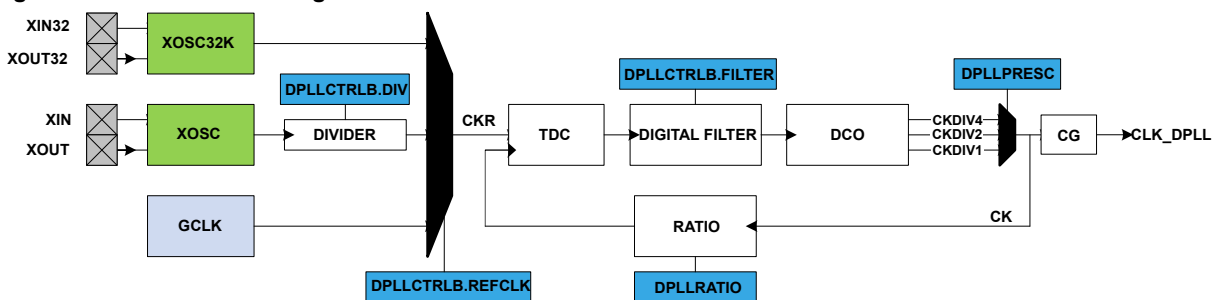 XIN32
XOUT32
XOSC32K
XIN
XOUT
XOSC
DPLLCTRLB.DIV
DIVIDER
GCLK
DPLLCTRLB.REFCLK
CKR
TDC
DPLLCTRLB.FILTER
DIGITAL FILTER
DCO
DPLLPRESC
CKDIV4
CKDIV2
CKDIV1
CG
CLK_DPLL
CK
RATIO
DPLLRATIO